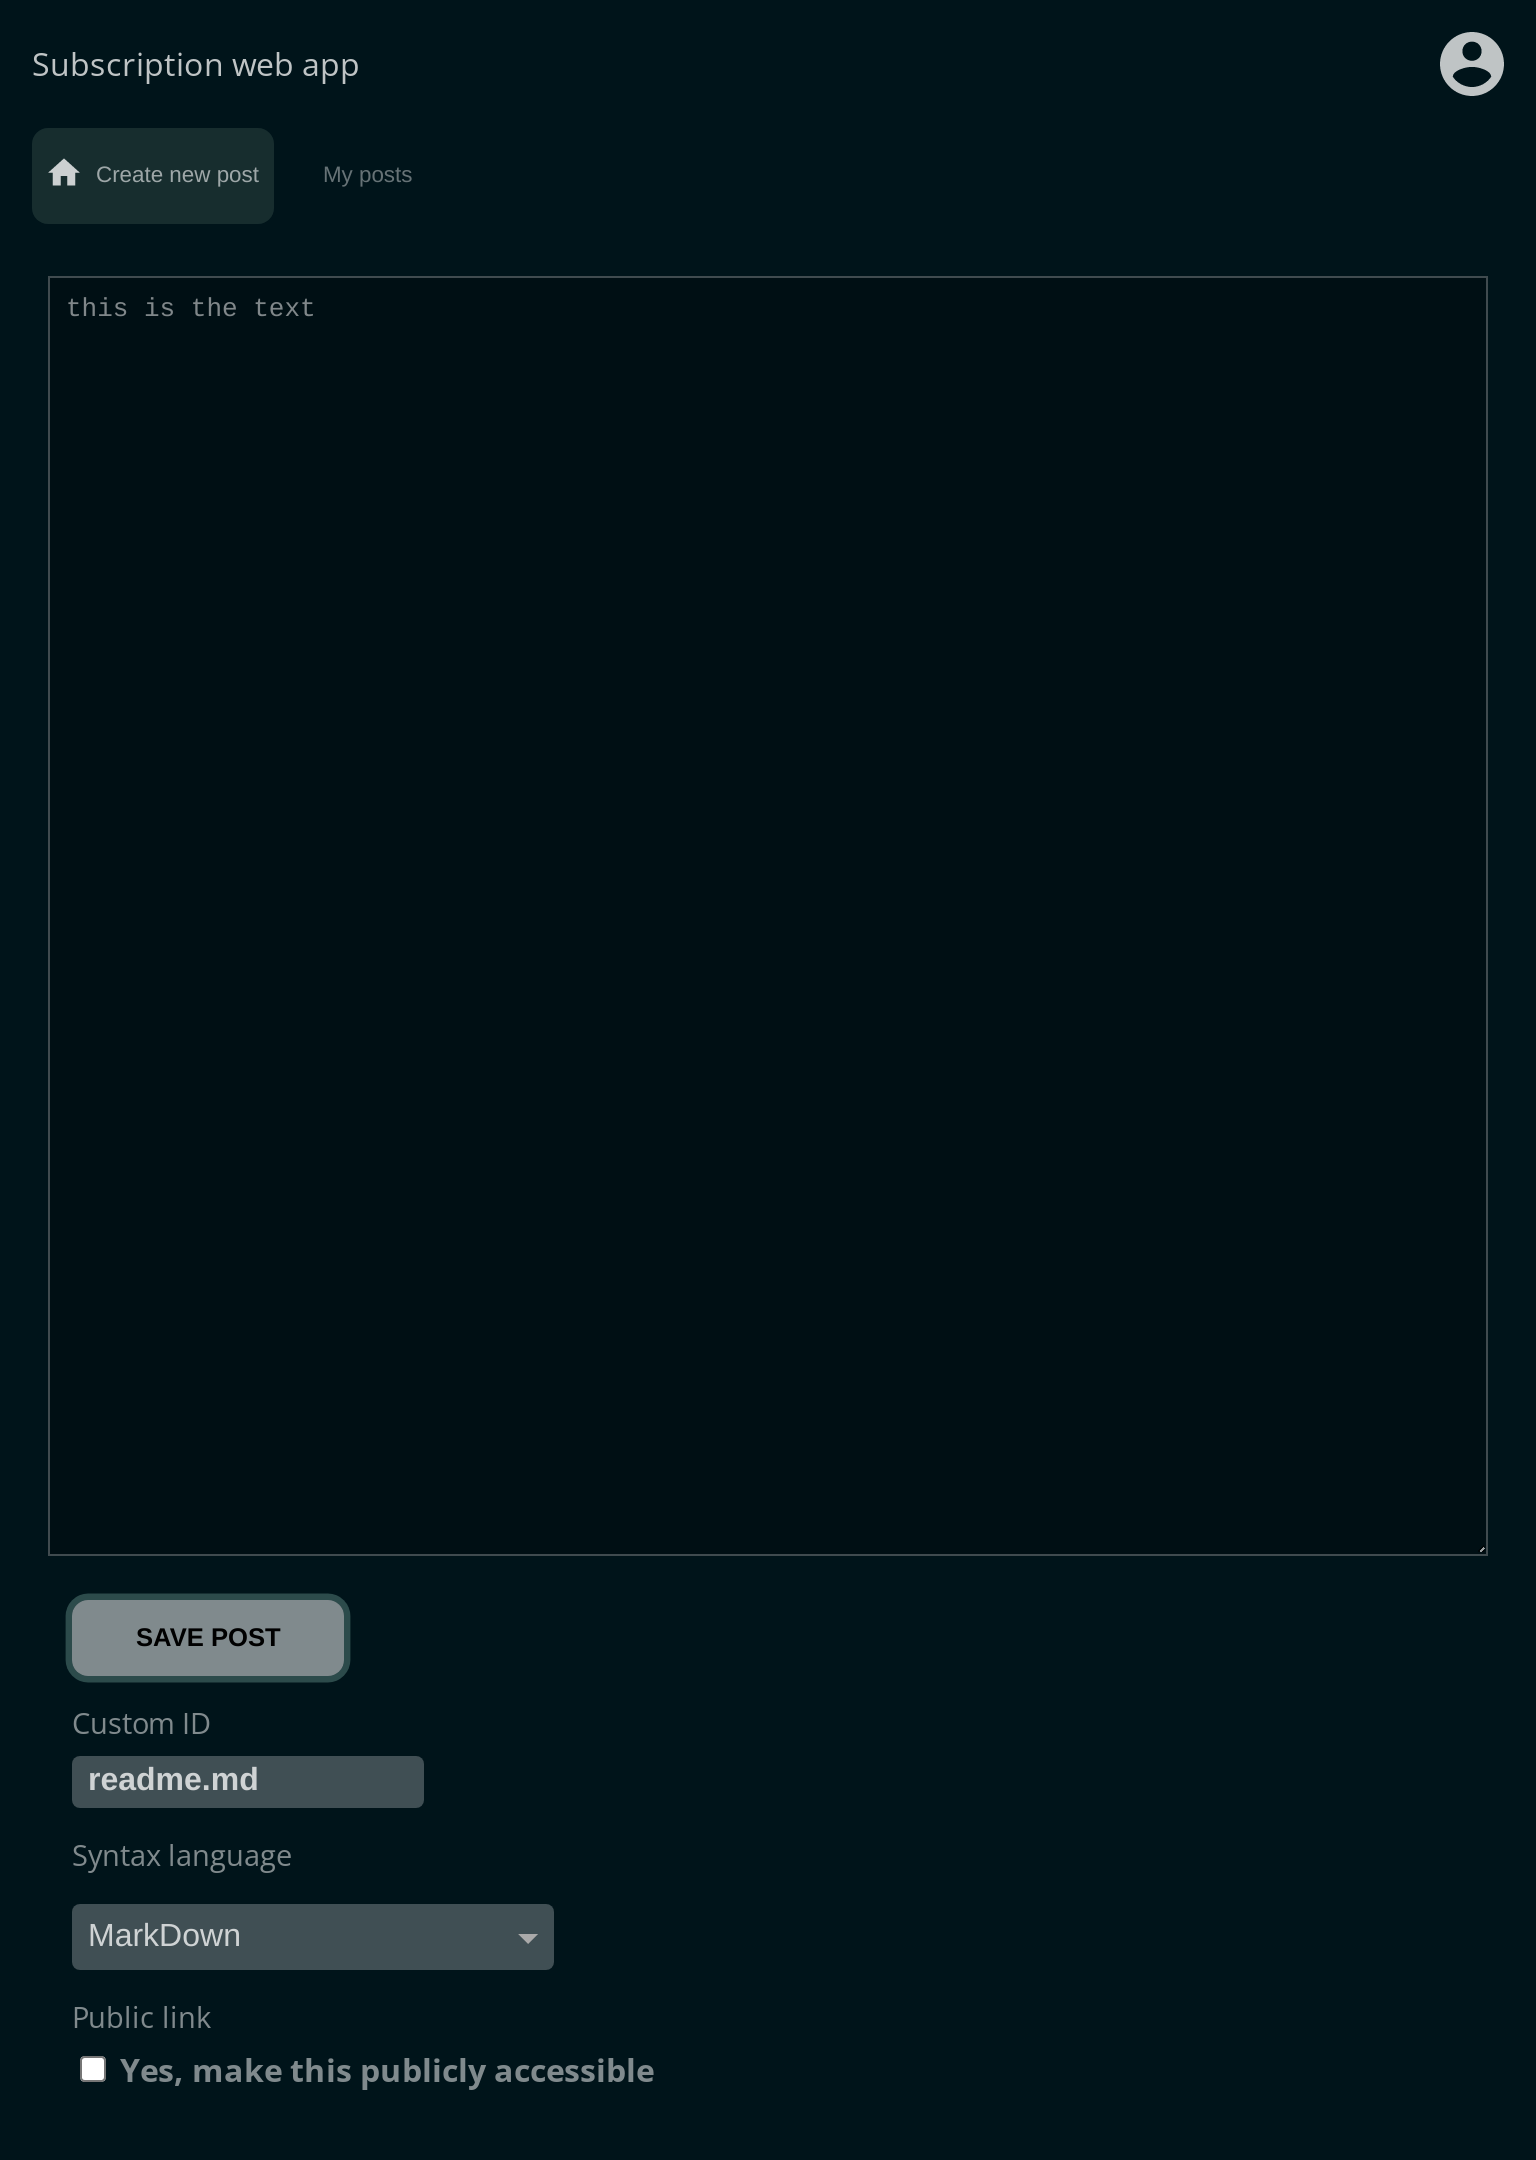 Subscription web app
Create new post
My posts
this is the text
SAVE POST
Custom ID
readme.md
Syntax language
MarkDown
Public link
Yes, make this publicly accessible